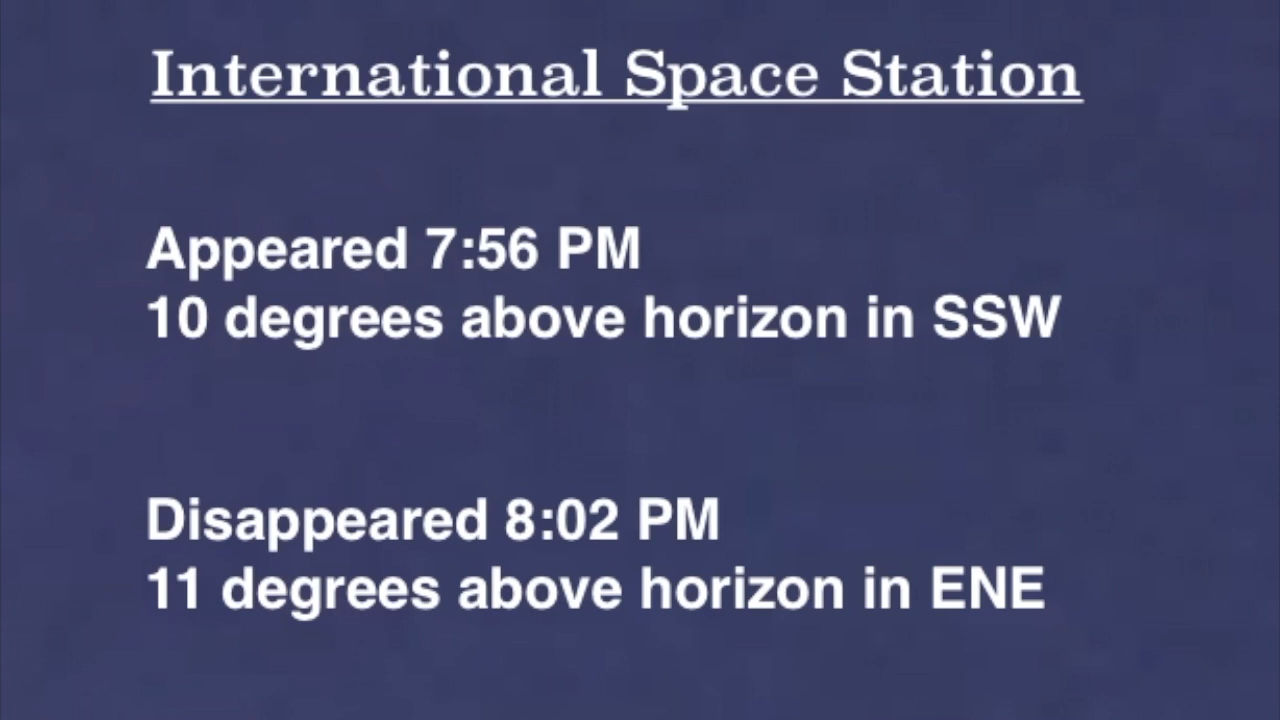 International Space Station
Appeared 7:56 PM
10 degrees above horizon in SSW
Disappeared 8:02 PM
11 degrees above horizon in ENE